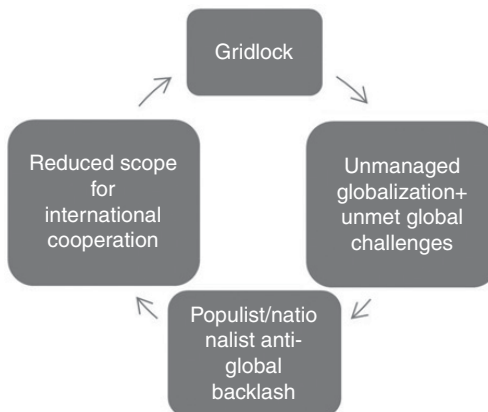 Gridlock
Unmanaged
globalization+
unmet global
challenges
Populist/natio
nalist anti-
global
backlash
Reduced scope
for
international
cooperation